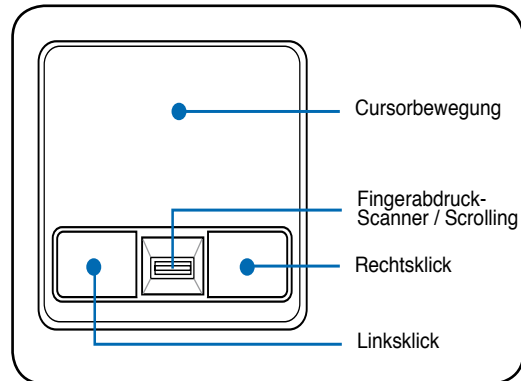 Cursorbewegung
Fingerabdruck-
Scanner / Scrolling
Rechtsklick
Linksklick